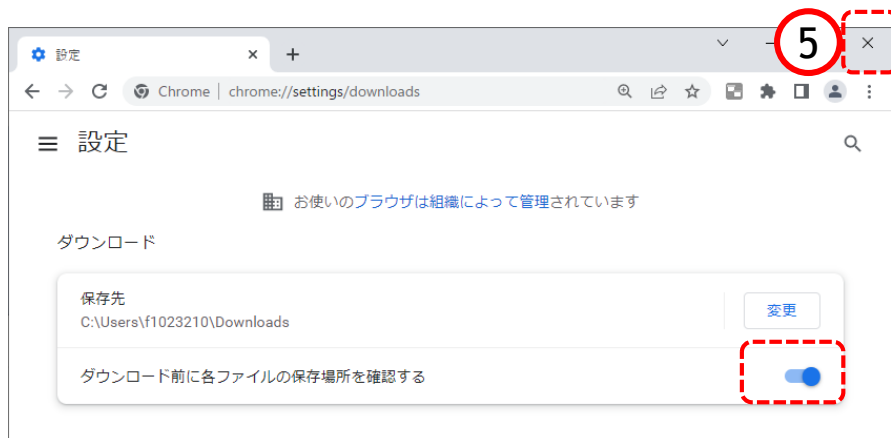 設定
5
Chrome | chrome://settings/downloads
設定
お使いのブラウザは組織によって管理されています
ダウンロード
保存先
C:\Users\f1023210\Downloads
変更
ダウンロード前に各ファイルの保存場所を確認する